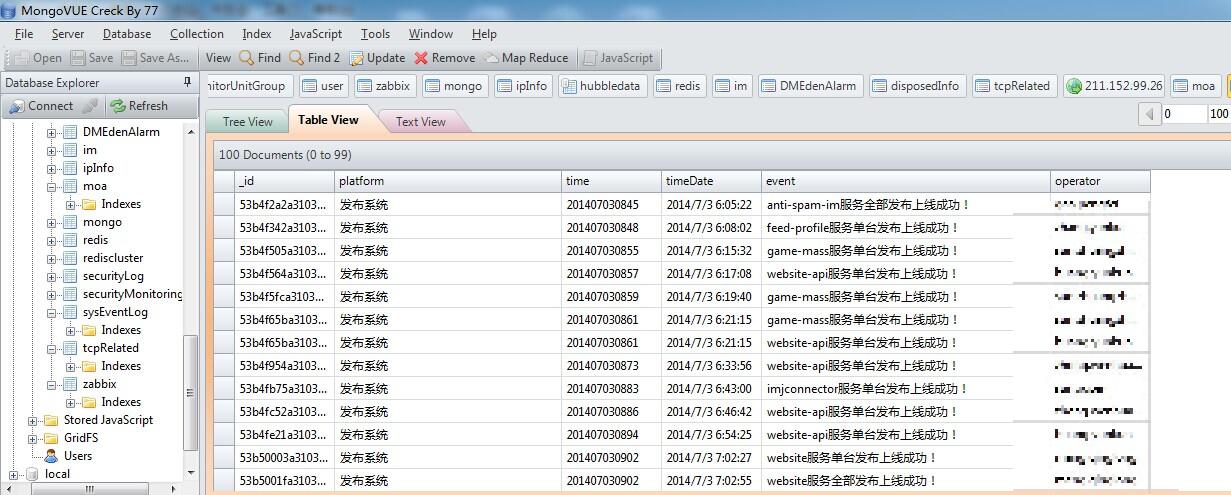 MongoVUE Creck By 77
File Server Database Collection Index JavaScript Tools Window Help
Open Save Save As... View Find Find 2 Update Remove Map Reduce JavaScript
Database Explorer
nitorUnitGroup user zabbix mongo ipInfo hubbledata redis im DMEdenAlarm disposedInfo tcpRelated 211.152.99.26 moa
Connect Refresh
Tree View Table View Text View 0 100
DMEdenAlarm
im
ipInfo
moa
Indexes
mongo
redis
rediscluster
securityLog
securityMonitoring
sysEventLog
Indexes
tcpRelated
Indexes
zabbix
Indexes
Stored JavaScript
GridFS
Users
local
100 Documents (0 to 99)
_id platform time timeDate event operator
53b4f2a2a3103... 发布系统 201407030845 2014/7/3 6:05:22 anti-spam-im服务全部发布上线成功！
53b4f342a3103... 发布系统 201407030848 2014/7/3 6:08:02 feed-profile服务单台发布上线成功！
53b4f505a3103... 发布系统 201407030855 2014/7/3 6:15:32 game-mass服务单台发布上线成功！
53b4f564a3103... 发布系统 201407030857 2014/7/3 6:17:08 website-api服务单台发布上线成功！
53b4f5fca3103... 发布系统 201407030859 2014/7/3 6:19:40 game-mass服务单台发布上线成功！
53b4f65ba3103... 发布系统 201407030861 2014/7/3 6:21:15 game-mass服务单台发布上线成功！
53b4f65ba3103... 发布系统 201407030861 2014/7/3 6:21:15 website-api服务单台发布上线成功！
53b4f954a3103... 发布系统 201407030873 2014/7/3 6:33:56 website-api服务单台发布上线成功！
53b4fb75a3103... 发布系统 201407030883 2014/7/3 6:43:00 imjconnector服务单台发布上线成功！
53b4fc52a3103... 发布系统 201407030886 2014/7/3 6:46:42 website-api服务单台发布上线成功！
53b4fe21a3103... 发布系统 201407030894 2014/7/3 6:54:25 website-api服务单台发布上线成功！
53b50003a3103... 发布系统 201407030902 2014/7/3 7:02:27 website服务单台发布上线成功！
53b5001fa3103... 发布系统 201407030902 2014/7/3 7:02:55 website服务全部发布上线成功！